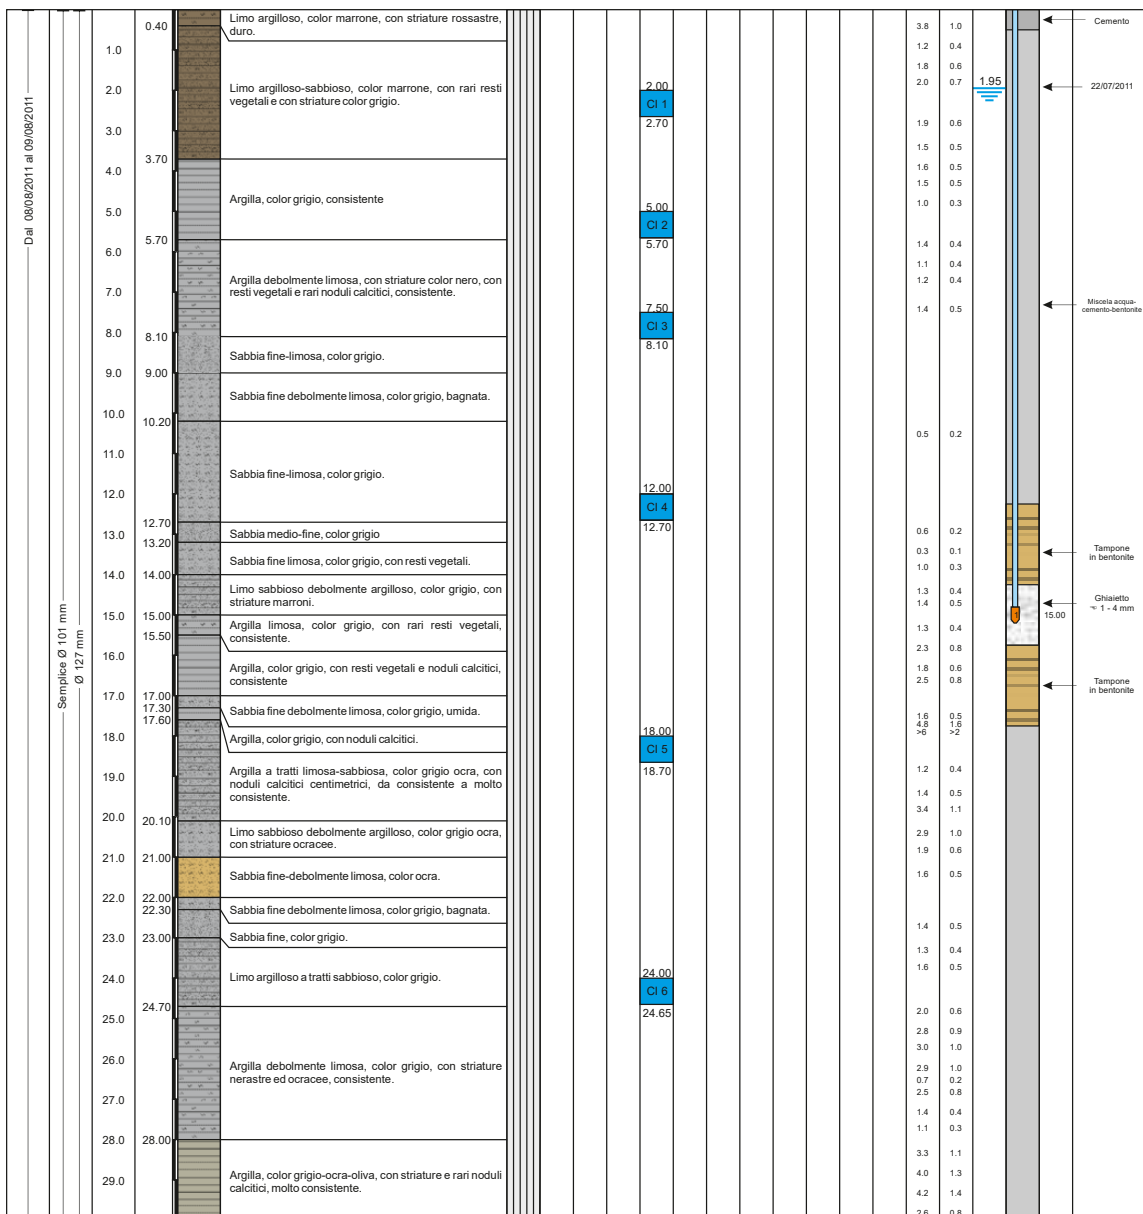 Dal 08/08/2011 al 09/08/2011
Semplice Ø 101 mm
Ø 127 mm
1.0
2.0
3.0
4.0
5.0
6.0
7.0
8.0
9.0
10.0
11.0
12.0
13.0
14.0
15.0
16.0
17.0
18.0
19.0
20.0
21.0
22.0
23.0
24.0
25.0
26.0
27.0
28.0
29.0
0.40
3.70
5.70
8.10
9.00
10.20
12.70
13.20
14.00
15.00
15.50
17.00
17.30
17.60
20.10
21.00
22.00
22.30
23.00
24.70
28.00
Limo argilloso, color marrone, con striature rossastre,
duro.
Limo argilloso-sabbioso, color marrone, con rari resti
vegetali e con striature color grigio.
Argilla, color grigio, consistente
Argilla debolmente limosa, con striature color nero, con
resti vegetali e rari noduli calcitici, consistente.
Sabbia fine-limosa, color grigio.
Sabbia fine debolmente limosa, color grigio, bagnata.
Sabbia fine-limosa, color grigio.
Sabbia medio-fine, color grigio
Sabbia fine limosa, color grigio, con resti vegetali.
Limo sabbioso debolmente argilloso, color grigio, con
striature marroni.
Argilla limosa, color grigio, con rari resti vegetali,
consistente.
Argilla, color grigio, con resti vegetali e noduli calcitici,
consistente
Sabbia fine debolmente limosa, color grigio, umida.
Argilla, color grigio, con noduli calcitici.
Argilla a tratti limosa-sabbiosa, color grigio ocra, con
noduli calcitici centimetrici, da consistente a molto
consistente.
Limo sabbioso debolmente argilloso, color grigio ocra,
con striature ocracee.
Sabbia fine-debolmente limosa, color ocra.
Sabbia fine debolmente limosa, color grigio, bagnata.
Sabbia fine, color grigio.
Limo argilloso a tratti sabbioso, color grigio.
Argilla debolmente limosa, color grigio, con striature
nerastre ed ocracee, consistente.
Argilla, color grigio-ocra-oliva, con striature e rari noduli
calcitici, molto consistente.
2.00
CI 1
2.70
5.00
CI 2
5.70
7.50
CI 3
8.10
12.00
CI 4
12.70
18.00
CI 5
18.70
24.00
CI 6
24.65
3.8 1.0
1.2 0.4
1.8 0.6
2.0 0.7
1.9 0.6
1.5 0.5
1.6 0.5
1.5 0.5
1.0 0.3
1.4 0.4
1.1 0.4
1.2 0.4
1.4 0.5
0.5 0.2
0.6 0.2
0.3 0.1
1.0 0.3
1.3 0.4
1.4 0.5
1.3 0.4
2.3 0.8
1.8 0.6
2.5 0.8
1.6 0.5
4.8 1.6
>6 >2
1.2 0.4
1.4 0.5
3.4 1.1
2.9 1.0
1.9 0.6
1.6 0.5
1.4 0.5
1.3 0.4
1.6 0.5
2.0 0.6
2.8 0.9
3.0 1.0
2.9 1.0
0.7 0.2
2.5 0.8
1.4 0.4
1.1 0.3
3.3 1.1
4.0 1.3
4.2 1.4
2.6 0.8
1.95
1
15.00
Cemento
22/07/2011
Miscela acqua-
cemento-bentonite
Tampone
in bentonite
Ghiaietto
1 - 4 mm
Tampone
in bentonite